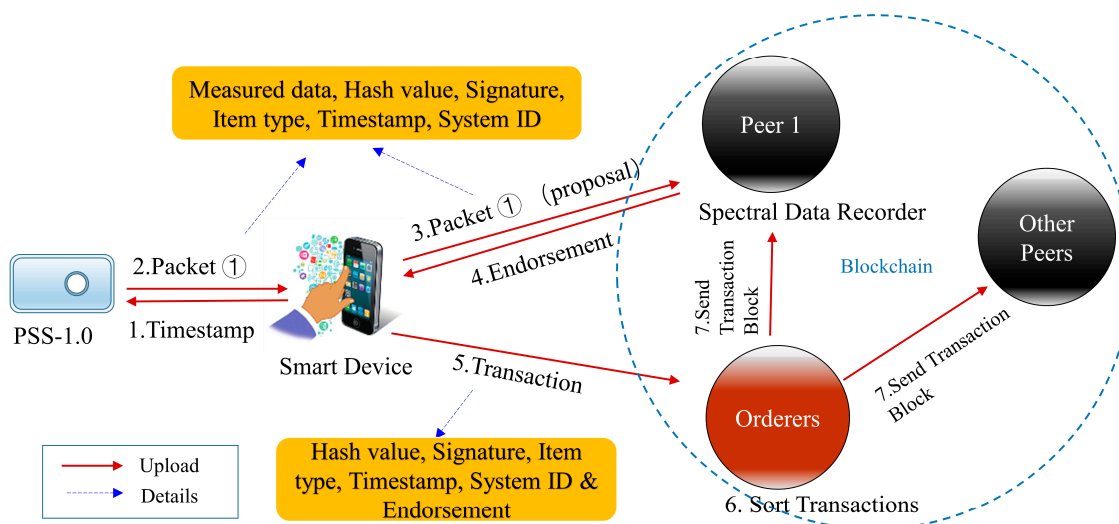 Measured data, Hash value, Signature,
Item type, Timestamp, System ID
Peer 1
3.Packet ① (proposal)
Spectral Data Recorder
4.Endorsement
Other
Peers
2.Packet ①
Blockchain
1.Timestamp
PSS-1.0
7.Send
Transaction
Block
Smart Device
5.Transaction
7.Send Transaction
Block
Orderers
Hash value, Signature, Item
type, Timestamp, System ID &
Endorsement
Upload
Details
6. Sort Transactions